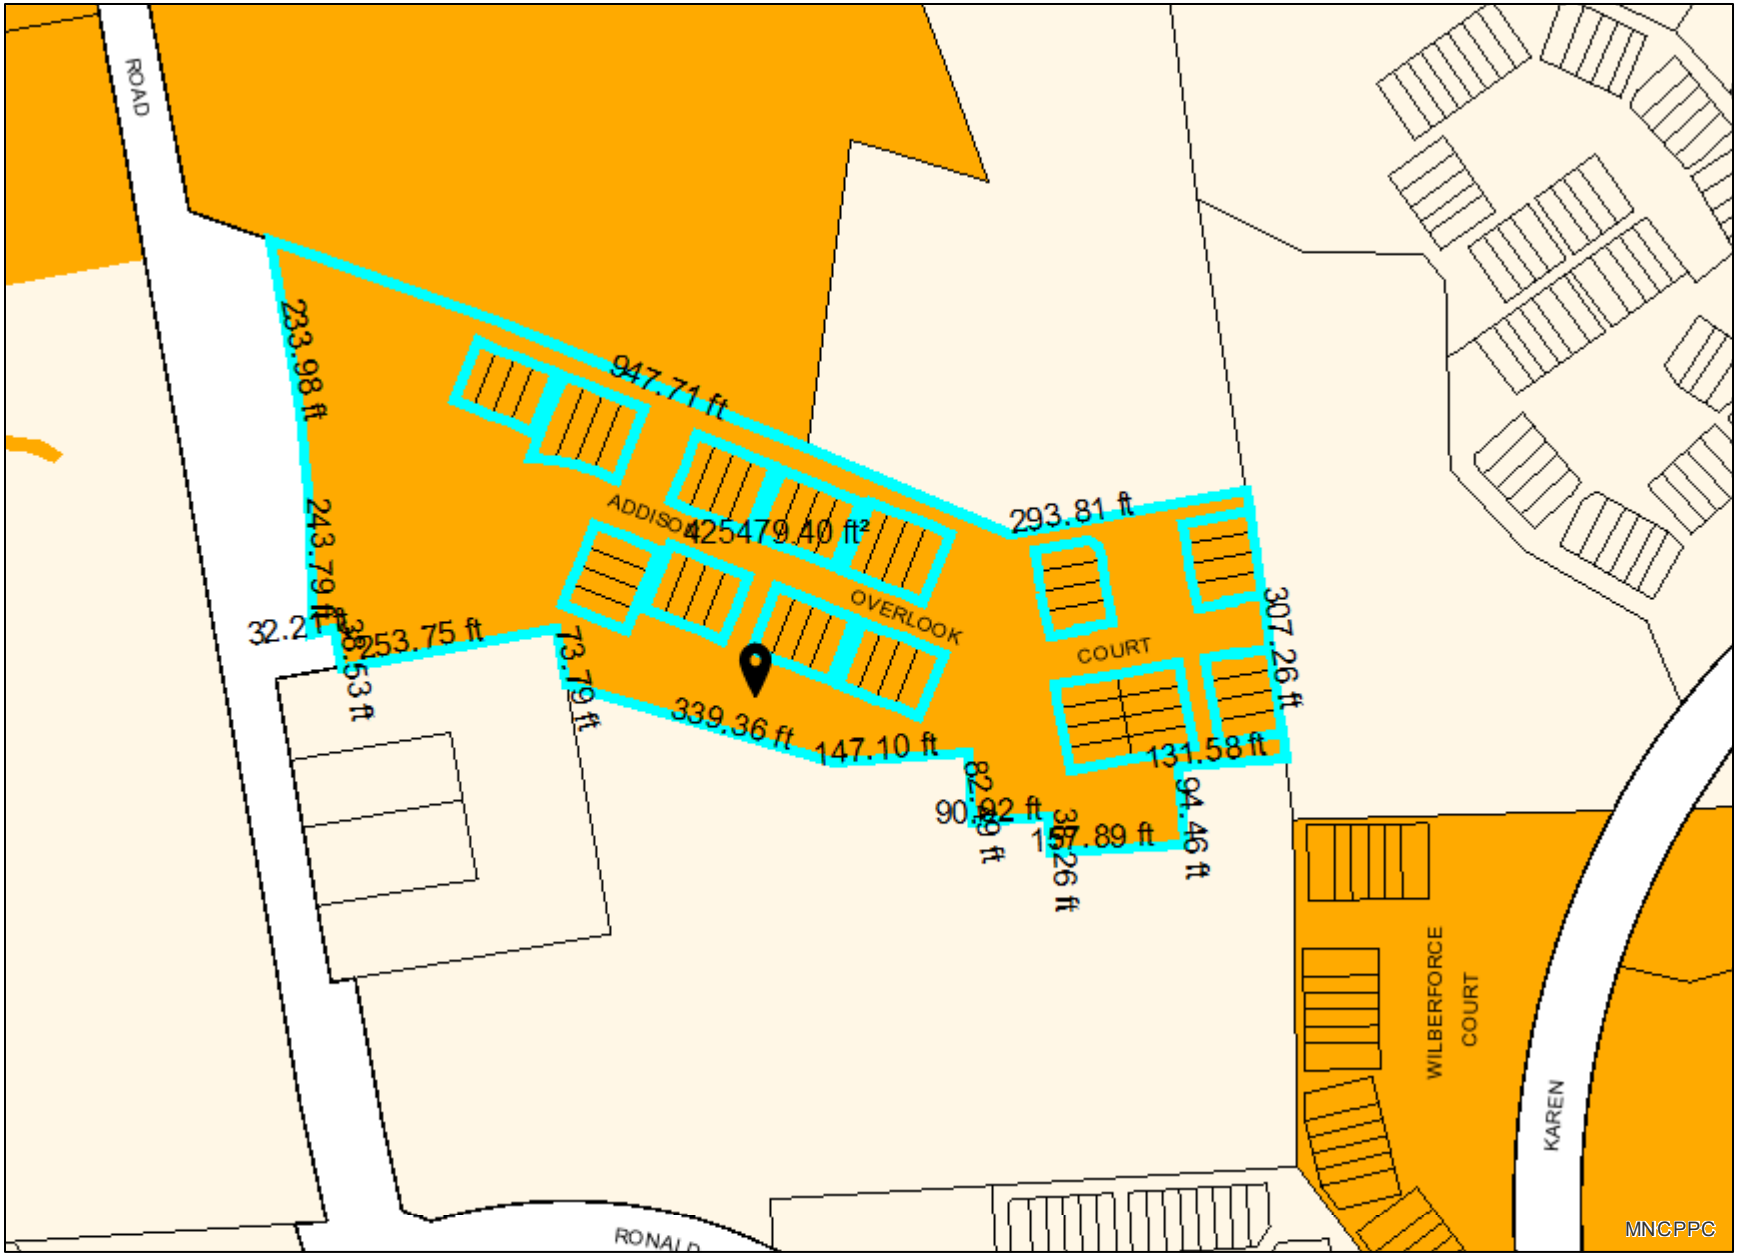 ROAD
233.98 ft
947.71 ft
243.79 ft
ADDISON
425479.40 ft²
293.81 ft
OVERLOOK
COURT
307.26 ft
253.75 ft
73.79 ft
339.36 ft
147.10 ft
131.58 ft
94.46 ft
157.89 ft
WILBERFORCE
COURT
KAREN
RONALD
MNCPPC